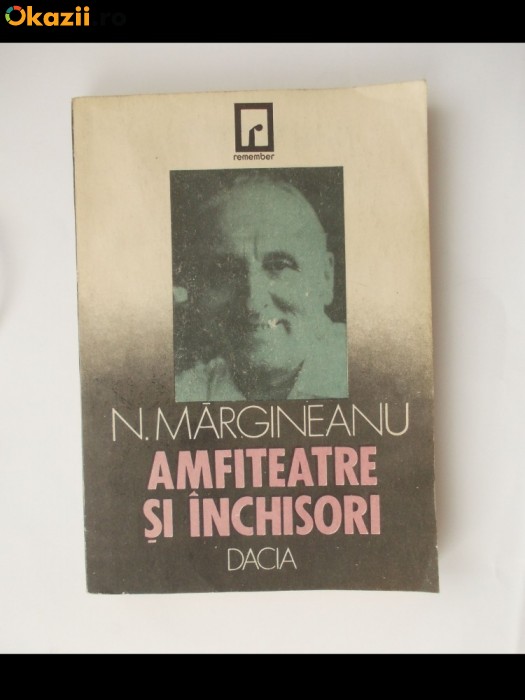 Okazii.ro
remember
N. MĂRGINEANU
AMFITEATRE
ȘI ÎNCHISORI
DACIA